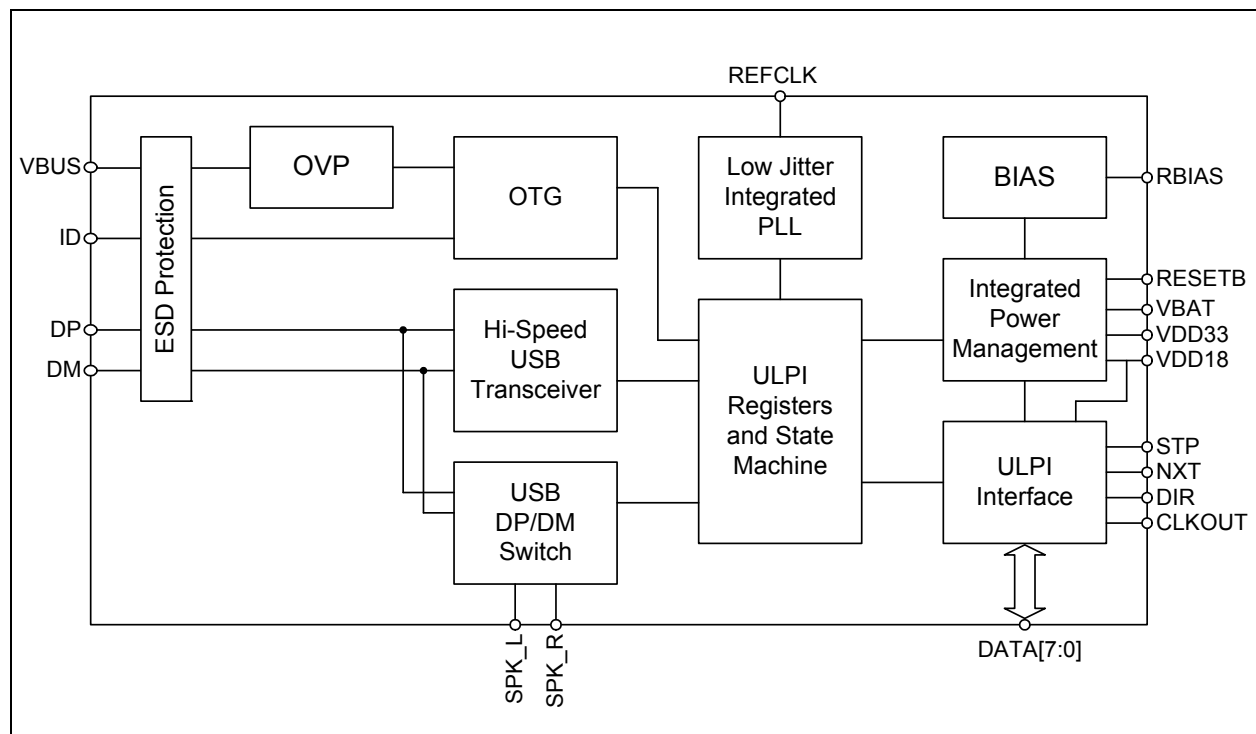 REFCLK
VBUS
ID
DP
DM
ESD Protection
OVP
OTG
Hi-Speed
USB
Transceiver
USB
DP/DM
Switch
SPK_L
SPK_R
Low Jitter
Integrated
PLL
ULPI
Registers
and State
Machine
BIAS
Integrated
Power
Management
ULPI
Interface
RBIAS
RESETB
VBAT
VDD33
VDD18
STP
NXT
DIR
CLKOUT
DATA[7:0]